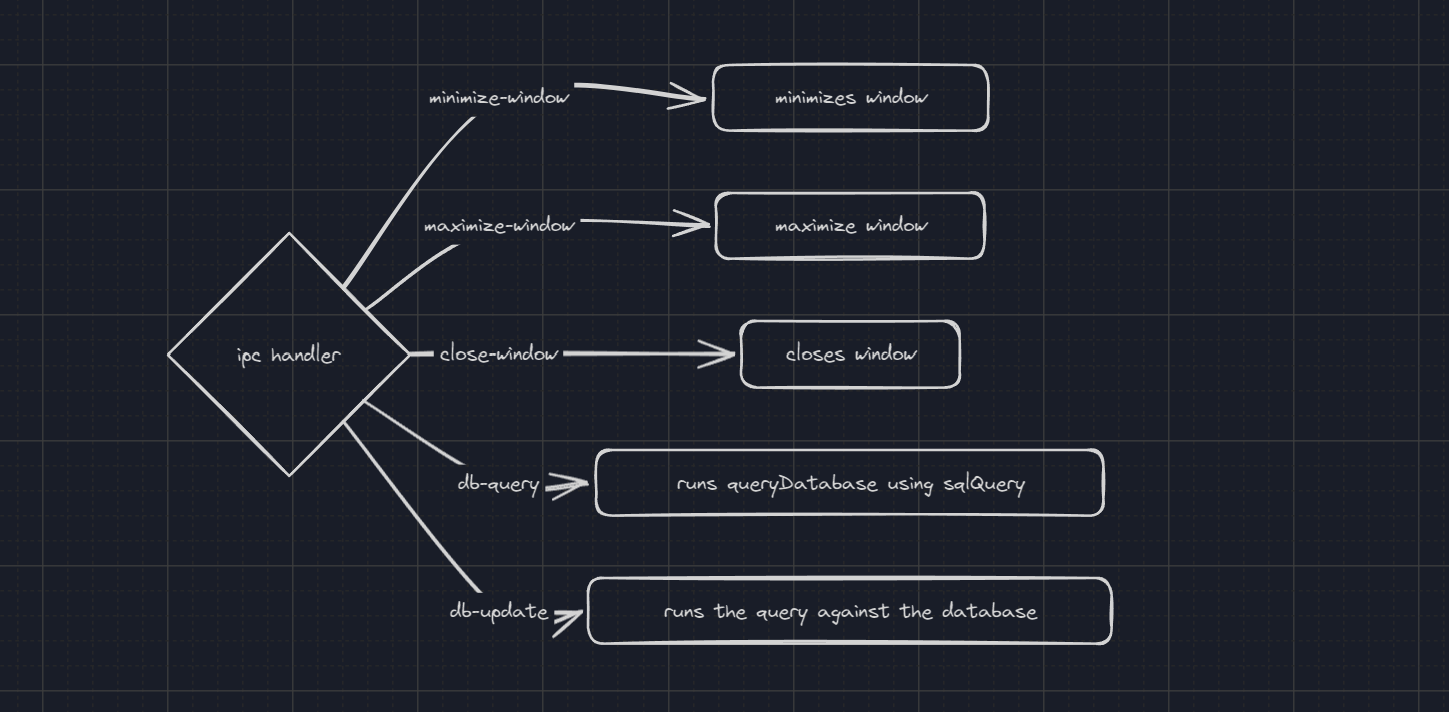 minimize-window
minimizes window
maximize-window
maximize window
ipc handler
close-window
closes window
db-query
runs queryDatabase using sqlQuery
db-update
runs the query against the database